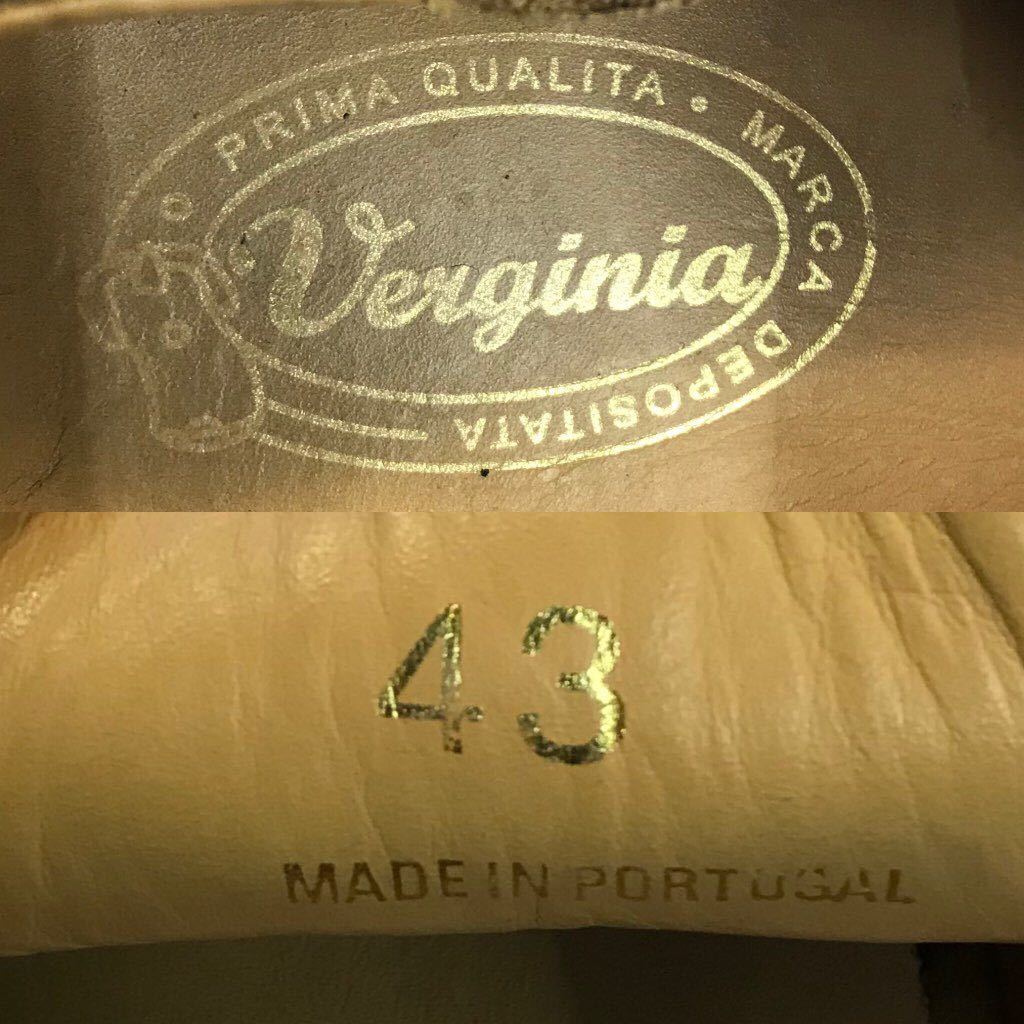 PRIMA QUALITA • MARCA DEPOSITATA
Verginia
43
MADE IN PORTUGAL